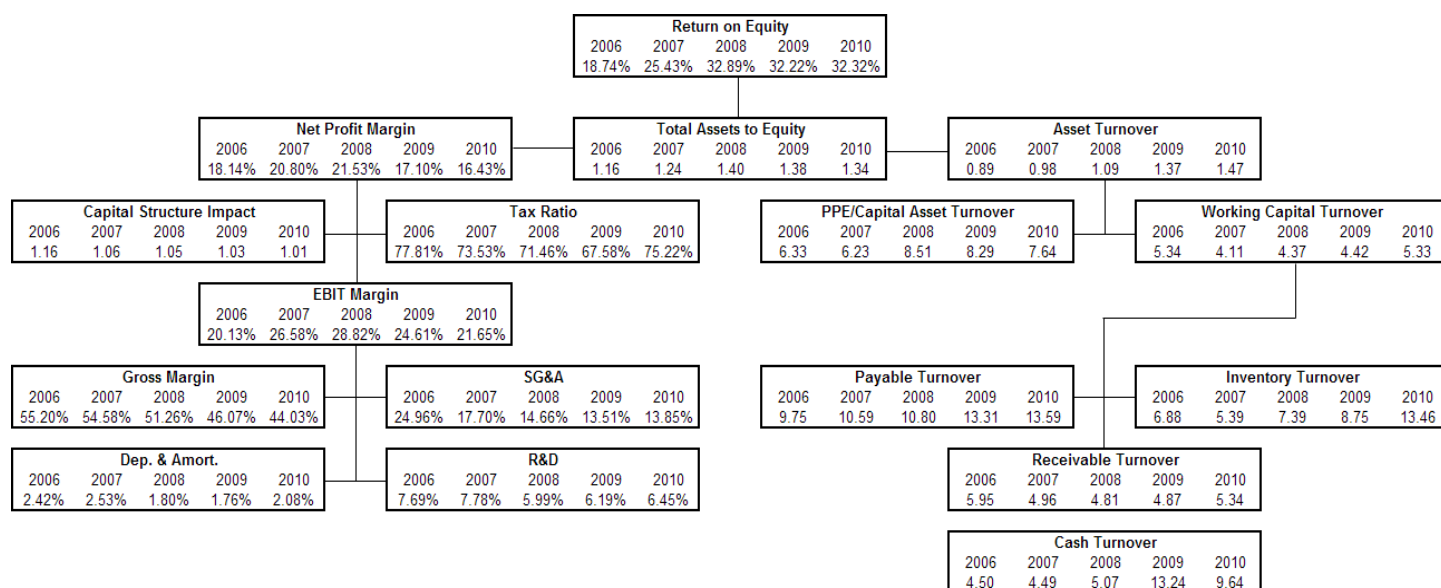 Return on Equity
2006 2007 2008 2009 2010
18.74% 25.43% 32.89% 32.22% 32.32%
Net Profit Margin
2006 2007 2008 2009 2010
18.14% 20.80% 21.53% 17.10% 16.43%
Total Assets to Equity
2006 2007 2008 2009 2010
1.16 1.24 1.40 1.38 1.34
Asset Turnover
2006 2007 2008 2009 2010
0.89 0.98 1.09 1.37 1.47
Capital Structure Impact
2006 2007 2008 2009 2010
1.16 1.06 1.05 1.03 1.01
Tax Ratio
2006 2007 2008 2009 2010
77.81% 73.53% 71.46% 67.58% 75.22%
PPE/Capital Asset Turnover
2006 2007 2008 2009 2010
6.33 6.23 8.51 8.29 7.64
Working Capital Turnover
2006 2007 2008 2009 2010
5.34 4.11 4.37 4.42 5.33
EBIT Margin
2006 2007 2008 2009 2010
20.13% 26.58% 28.82% 24.61% 21.65%
Gross Margin
2006 2007 2008 2009 2010
55.20% 54.58% 51.26% 46.07% 44.03%
SG&A
2006 2007 2008 2009 2010
24.96% 17.70% 14.66% 13.51% 13.85%
Payable Turnover
2006 2007 2008 2009 2010
9.75 10.59 10.80 13.31 13.59
Inventory Turnover
2006 2007 2008 2009 2010
6.88 5.39 7.39 8.75 13.46
Dep. & Amort.
2006 2007 2008 2009 2010
2.42% 2.53% 1.80% 1.76% 2.08%
R&D
2006 2007 2008 2009 2010
7.69% 7.78% 5.99% 6.19% 6.45%
Receivable Turnover
2006 2007 2008 2009 2010
5.95 4.96 4.81 4.87 5.34
Cash Turnover
2006 2007 2008 2009 2010
4.50 4.49 5.07 13.24 9.64